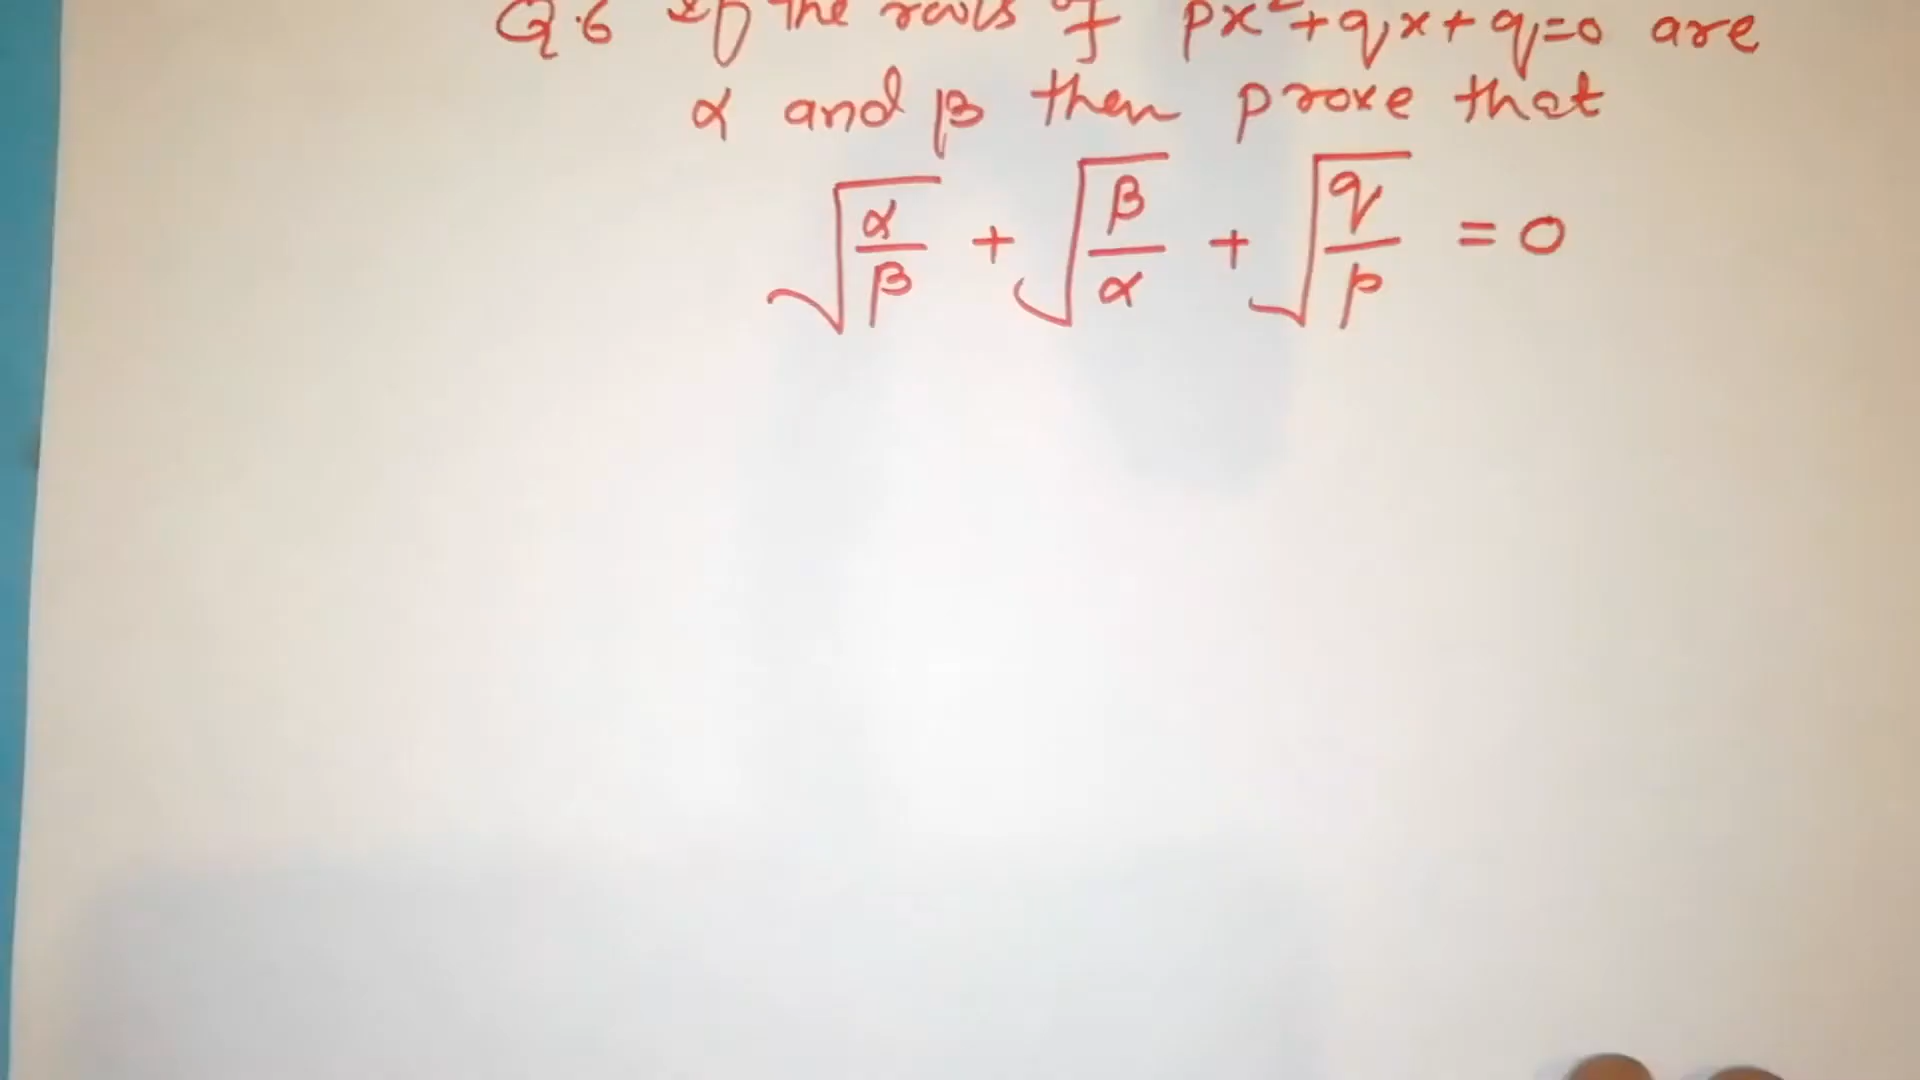 Q.6 If the roots of px²+qx+q=0 are
α and β then prove that
√(α/β) + √(β/α) + √(q/p) = 0